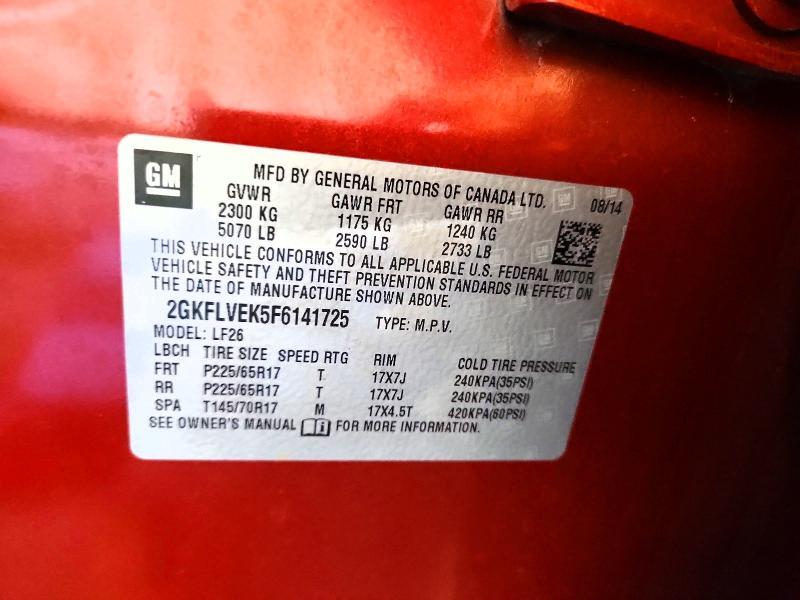 GM
MFD BY GENERAL MOTORS OF CANADA LTD.
08/14
GVWR GAWR FRT GAWR RR
2300 KG 1175 KG 1240 KG
5070 LB 2590 LB 2733 LB
THIS VEHICLE CONFORMS TO ALL APPLICABLE U.S. FEDERAL MOTOR
VEHICLE SAFETY AND THEFT PREVENTION STANDARDS IN EFFECT ON
THE DATE OF MANUFACTURE SHOWN ABOVE.
2GKFLVEK5F6141725 TYPE: M.P.V.
MODEL: LF26
LBCH TIRE SIZE SPEED RTG RIM COLD TIRE PRESSURE
FRT P225/65R17 T 17X7J 240KPA(35PSI)
RR P225/65R17 T 17X7J 240KPA(35PSI)
SPA T145/70R17 M 17X4.5T 420KPA(60PSI)
SEE OWNER'S MANUAL i FOR MORE INFORMATION.